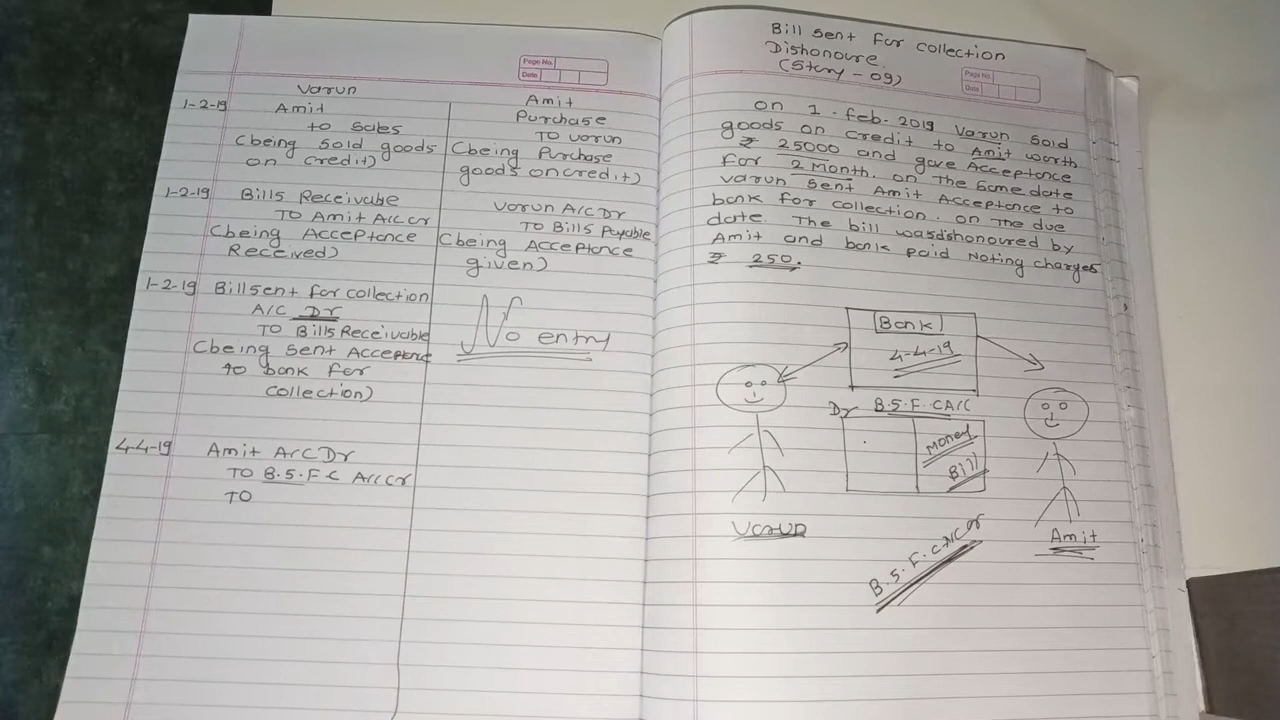 Page No.
Date
Varun
1-2-19 Amit
to sales
(being sold goods
on credit)
1-2-19 Bills Receivable
TO Amit A/C cr
(being Acceptance
Received)
1-2-19 Bill sent for collection
A/C Dr
TO Bills Receivable
(being sent Acceptance
to bank for
collection)
4-4-19 Amit A/C Dr
TO B.S.F.C A/C cr
TO
Amit
Purchase
TO varun
(being Purchase
goods on credit)
Varun A/C Dr
TO Bills Payable
(being Acceptance
given)
No entry
Bill sent for collection
Dishonoure.
(Story - 09)
Page No.
Date
on 1. feb. 2019 Varun sold
goods on credit to Amit worth
₹ 25000 and gave Acceptance
for 2 Month. on the same date
varun sent Amit Acceptance to
bank for collection. on the due
date. The bill was dishonoured by
Amit and bank paid Noting charges
₹ 250.
Bank
4-4-19
Dr B.S.F.C A/C
Money
Bill
Varun
Amit
B.S.F.C A/C cr